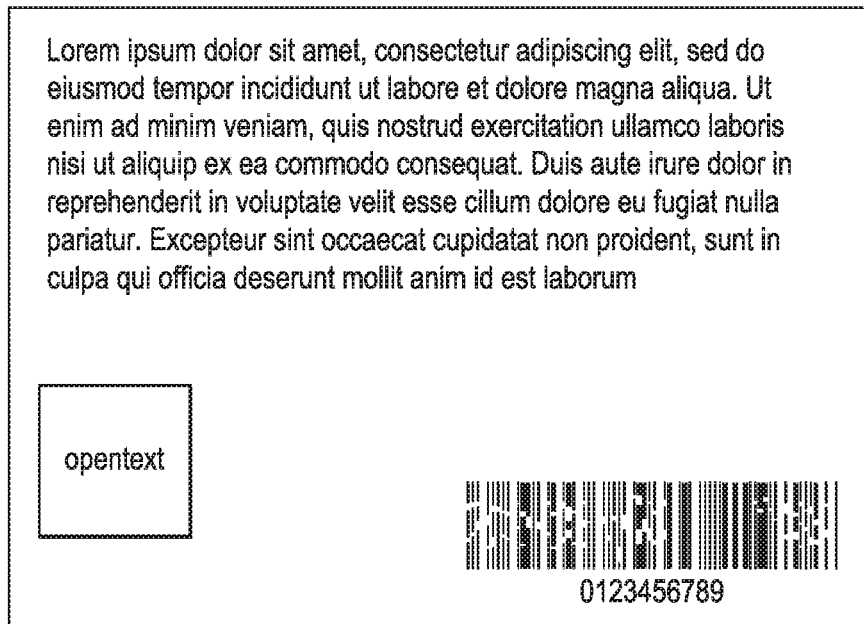 Lorem ipsum dolor sit amet, consectetur adipiscing elit, sed do
eiusmod tempor incididunt ut labore et dolore magna aliqua. Ut
enim ad minim veniam, quis nostrud exercitation ullamco laboris
nisi ut aliquip ex ea commodo consequat. Duis aute irure dolor in
reprehenderit in voluptate velit esse cillum dolore eu fugiat nulla
pariatur. Excepteur sint occaecat cupidatat non proident, sunt in
culpa qui officia deserunt mollit anim id est laborum
opentext
0123456789